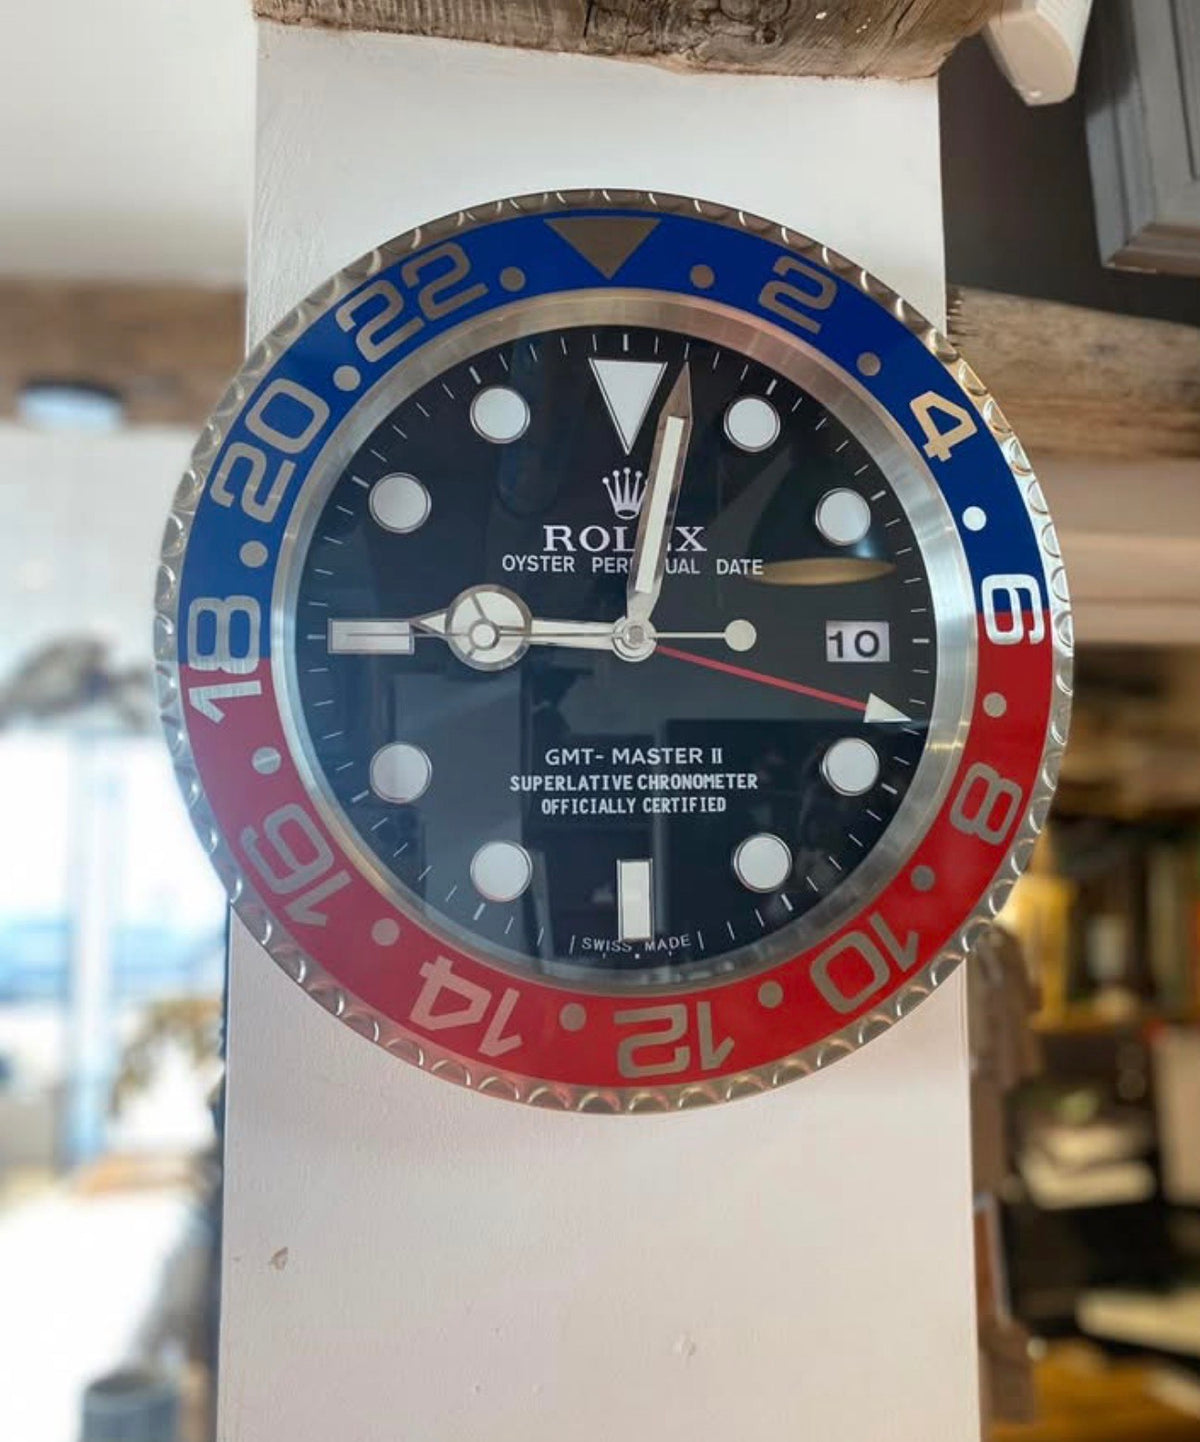 2
4
6
8
10
12
14
16
18
20
22
ROLEX
OYSTER PERPETUAL DATE
10
GMT- MASTER II
SUPERLATIVE CHRONOMETER
OFFICIALLY CERTIFIED
SWISS MADE